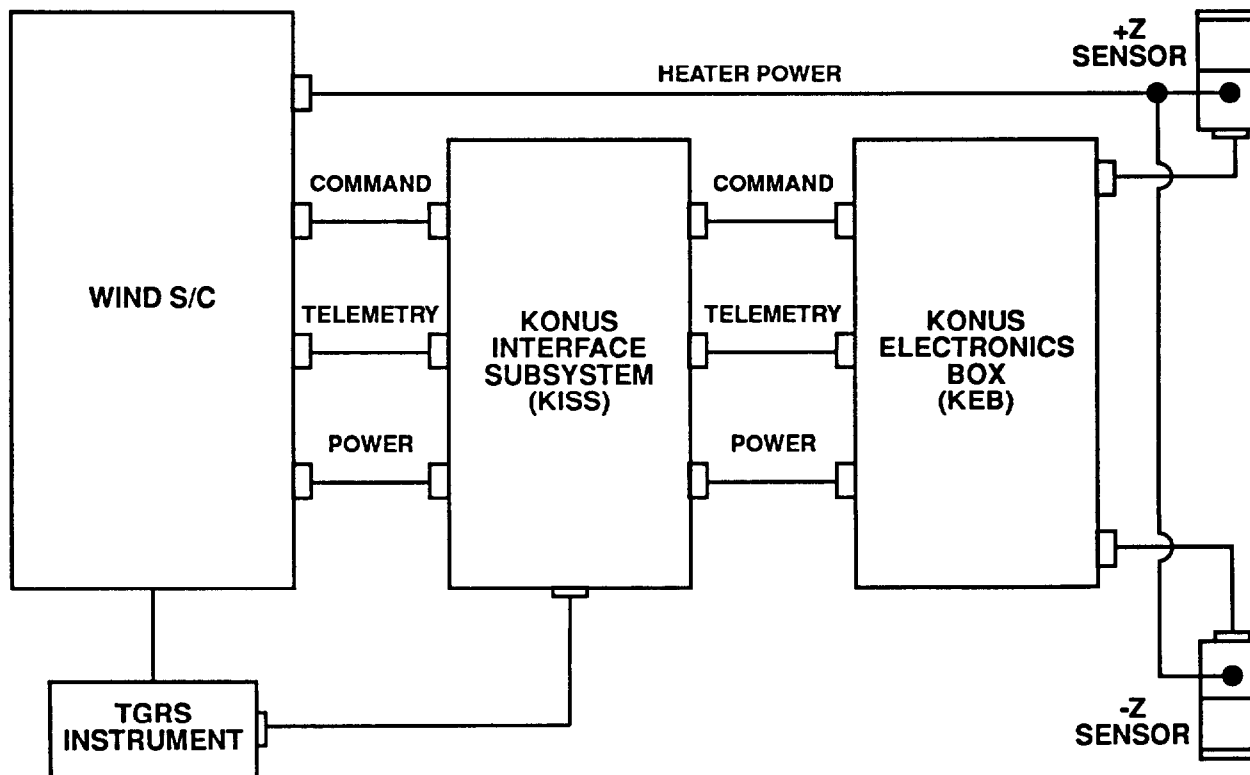 +Z
SENSOR
HEATER POWER
COMMAND
COMMAND
WIND S/C
TELEMETRY
KONUS
INTERFACE
SUBSYSTEM
(KISS)
TELEMETRY
KONUS
ELECTRONICS
BOX
(KEB)
POWER
POWER
TGRS
INSTRUMENT
-Z
SENSOR